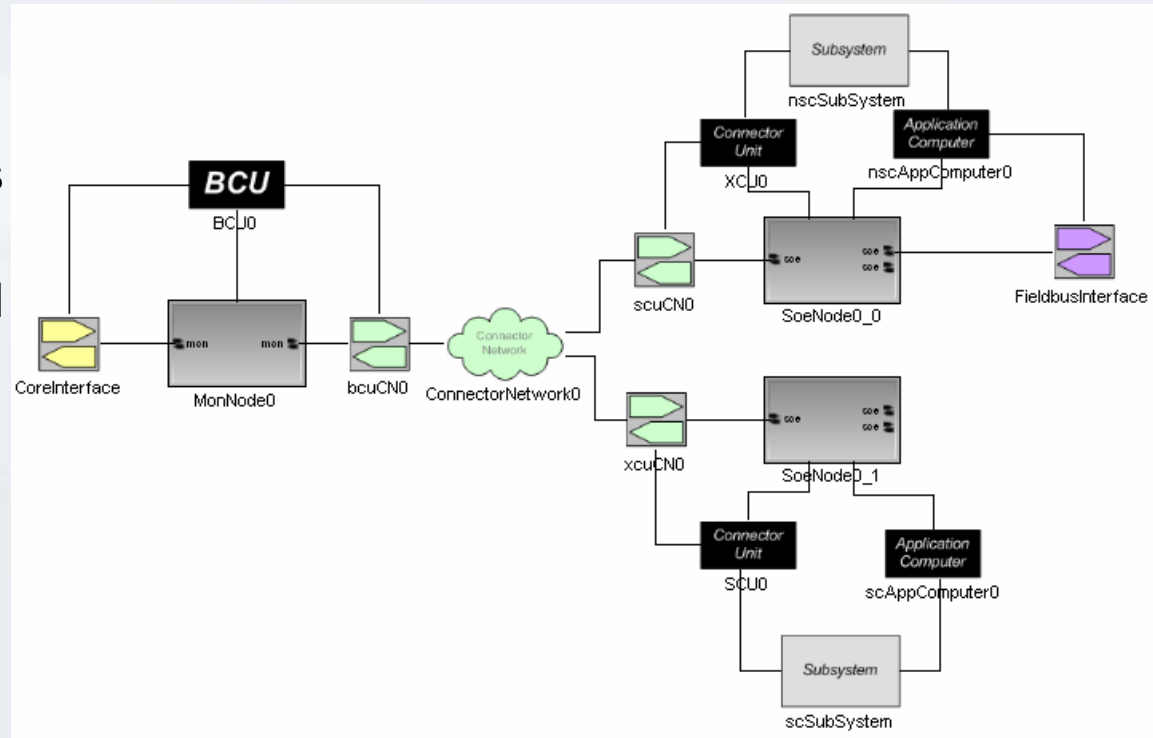 Subsystem
nscSubSystem
Connector
Unit
XCU0
Application
Computer
nscAppComputer0
BCU
BCU0
scuCN0
soe
soe
soe
SoeNode0_0
FieldbusInterface
CoreInterface
mon
mon
MonNode0
bcuCN0
Connector
Network
ConnectorNetwork0
xcuCN0
soe
soe
soe
SoeNode0_1
Connector
Unit
SCU0
Application
Computer
scAppComputer0
Subsystem
scSubSystem